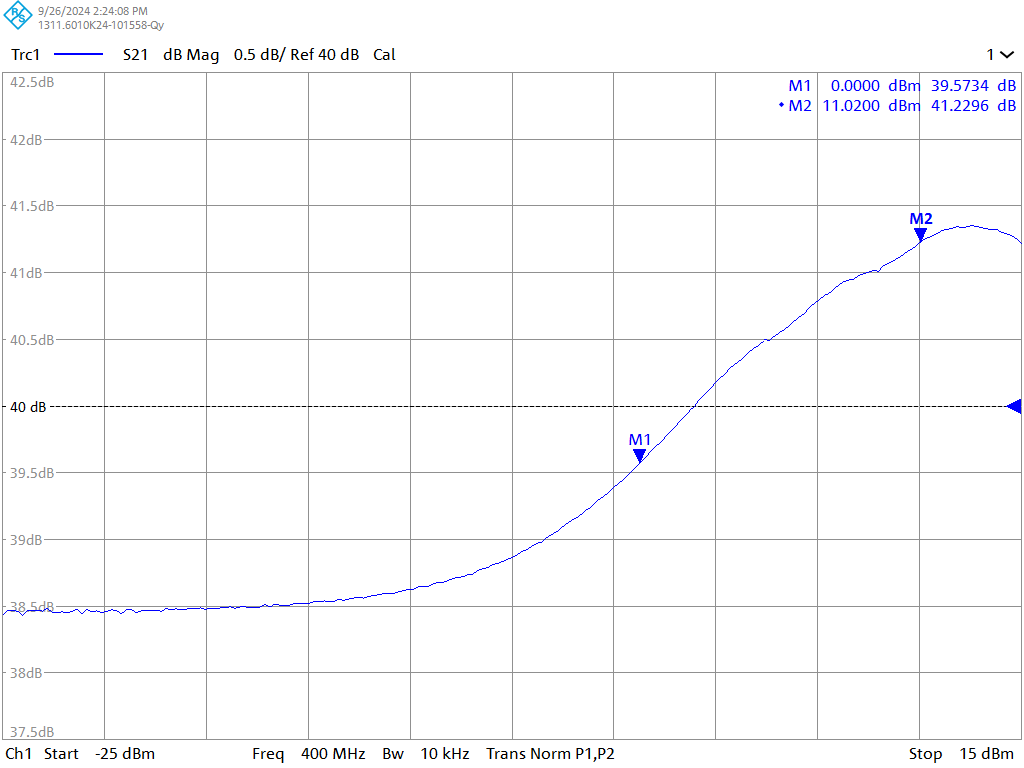 R&S
9/26/2024 2:24:08 PM
1311.6010K24-101558-Qy
Trc1 S21 dB Mag 0.5 dB/ Ref 40 dB Cal 1
42.5dB
M1 0.0000 dBm 39.5734 dB
• M2 11.0200 dBm 41.2296 dB
42dB
41.5dB
M2
41dB
40.5dB
40 dB
M1
39.5dB
39dB
38.5dB
38dB
37.5dB
Ch1 Start -25 dBm Freq 400 MHz Bw 10 kHz Trans Norm P1,P2 Stop 15 dBm